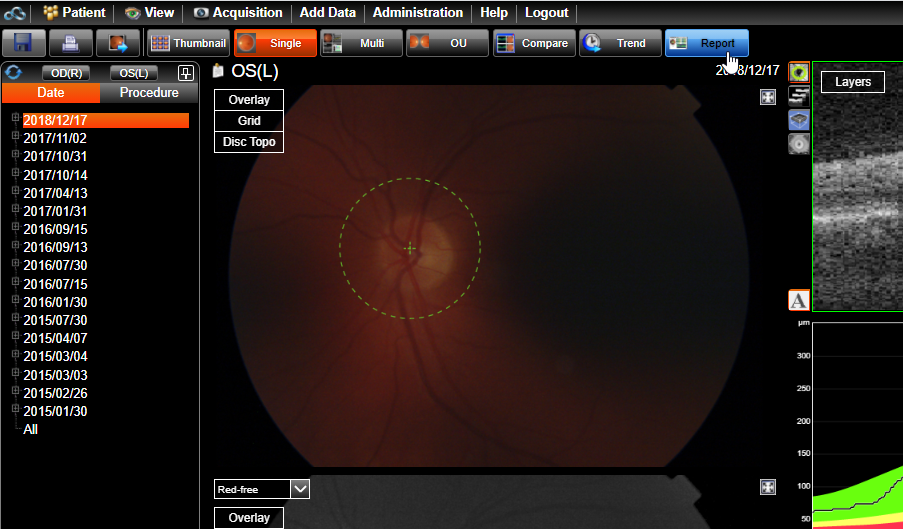 Patient View Acquisition Add Data Administration Help Logout
Thumbnail Single Multi OU Compare Trend Report
OD(R) OS(L)
Date Procedure
2018/12/17
2017/11/02
2017/10/31
2017/10/14
2017/04/13
2017/01/31
2016/09/15
2016/09/13
2016/07/30
2016/07/15
2016/01/30
2015/07/30
2015/04/07
2015/03/04
2015/03/03
2015/02/26
2015/01/30
All
OS(L) 2018/12/17
Overlay
Grid
Disc Topo
Red-free
Overlay
Layers
A
µm
300
250
200
150
100
50